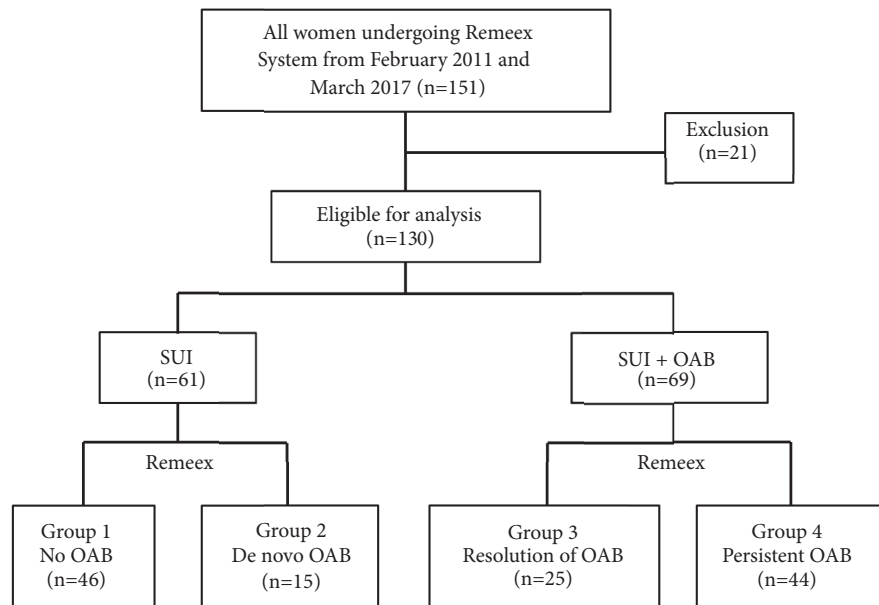 All women undergoing Remeex
System from February 2011 and
March 2017 (n=151)
Exclusion
(n=21)
Eligible for analysis
(n=130)
SUI
(n=61)
SUI + OAB
(n=69)
Remeex
Remeex
Group 1
No OAB
(n=46)
Group 2
De novo OAB
(n=15)
Group 3
Resolution of OAB
(n=25)
Group 4
Persistent OAB
(n=44)